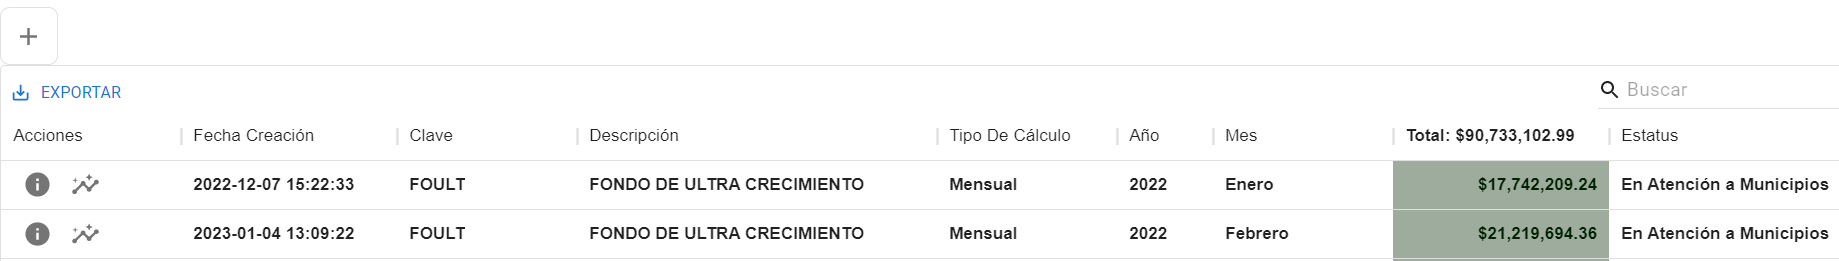 EXPORTAR
Buscar
Acciones Fecha Creación Clave Descripción Tipo De Cálculo Año Mes Total: $90,733,102.99 Estatus
2022-12-07 15:22:33 FOULT FONDO DE ULTRA CRECIMIENTO Mensual 2022 Enero $17,742,209.24 En Atención a Municipios
2023-01-04 13:09:22 FOULT FONDO DE ULTRA CRECIMIENTO Mensual 2022 Febrero $21,219,694.36 En Atención a Municipios